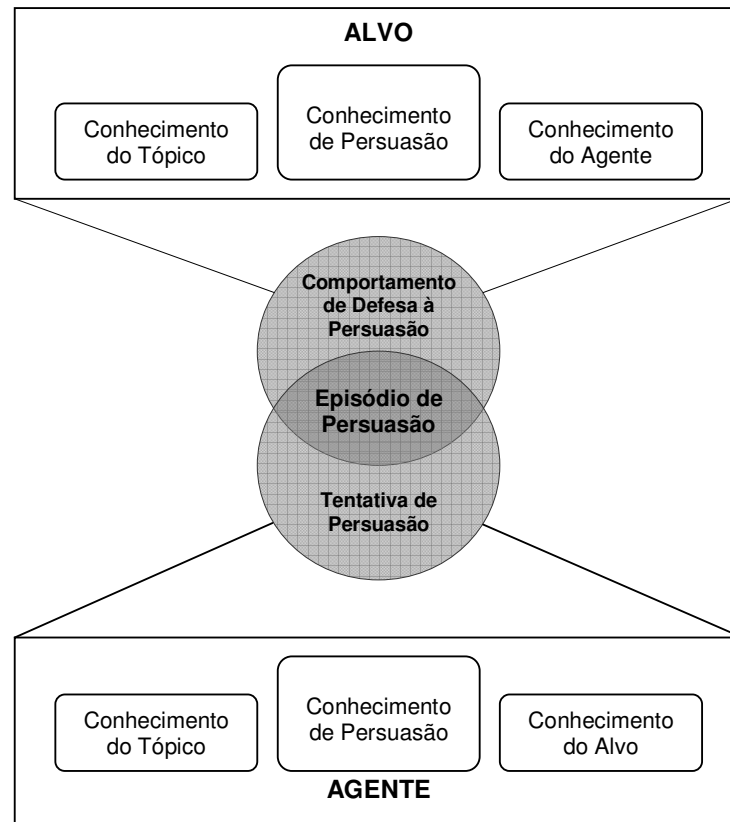 ALVO
Conhecimento
do Tópico
Conhecimento
de Persuasão
Conhecimento
do Agente
Comportamento
de Defesa à
Persuasão
Episódio de
Persuasão
Tentativa de
Persuasão
Conhecimento
do Tópico
Conhecimento
de Persuasão
Conhecimento
do Alvo
AGENTE